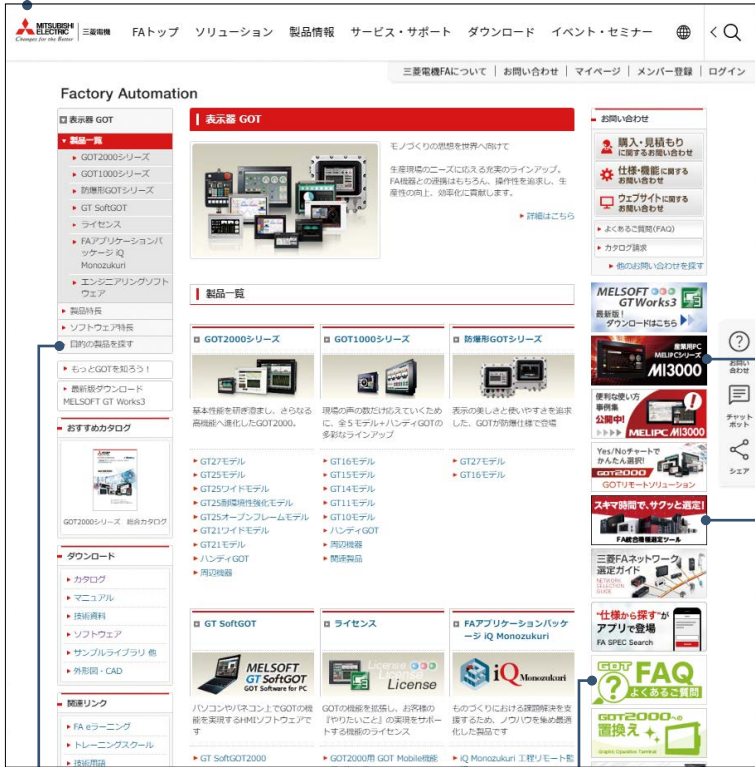 MITSUBISHI
ELECTRIC
Changes for the Better
三菱電機
FAトップ ソリューション 製品情報 サービス・サポート ダウンロード イベント・セミナー
三菱電機FAについて | お問い合わせ | マイページ | メンバー登録 | ログイン
Factory Automation
表示器 GOT
製品一覧
GOT2000シリーズ
GOT1000シリーズ
防爆形GOTシリーズ
GT SoftGOT
ライセンス
FAアプリケーションパ
ッケージ iQ
Monozukuri
エンジニアリングソフト
ウェア
製品特長
ソフトウェア特長
目的の製品を探す
もっとGOTを知ろう！
最新版ダウンロード
MELSOFT GT Works3
おすすめカタログ
GOT2000シリーズ 総合カタログ
ダウンロード
カタログ
マニュアル
技術資料
ソフトウェア
サンプルライブラリ 他
外形図・CAD
関連リンク
FA eラーニング
トレーニングスクール
技術用語
表示器 GOT
モノづくりの思想を世界へ向けて
生産現場のニーズに応える充実のラインアップ。
FA機器との連携はもちろん、操作性を追求し、生
産性の向上、効率化に貢献します。
詳細はこちら
製品一覧
GOT2000シリーズ
基本性能を研ぎ澄まし、さらなる
高機能へ進化したGOT2000。
GT27モデル
GT25モデル
GT25ワイドモデル
GT25耐環境性強化モデル
GT25オープンフレームモデル
GT21ワイドモデル
GT21モデル
ハンディGOT
周辺機器
GOT1000シリーズ
現場の声の数だけ応えていくため
に、全５モデル+ハンディGOTの
多彩なラインアップ
GT16モデル
GT15モデル
GT14モデル
GT11モデル
GT10モデル
ハンディGOT
周辺機器
関連製品
防爆形GOTシリーズ
表示の美しさと使いやすさを追求
した、GOTが防爆仕様で登場
GT27モデル
GT16モデル
GT SoftGOT
MELSOFT
GT SoftGOT
GOT Software for PC
パソコンやパネコン上でGOTの機
能を実現するHMIソフトウェアで
す
GT SoftGOT2000
ライセンス
License
License
GOTの機能を拡張し、お客様の
『やりたいこと』の実現をサポー
トする機能のライセンス
GOT2000用 GOT Mobile機能
FAアプリケーションパッケ
ージ iQ Monozukuri
iQ Monozukuri
ものづくりにおける課題解決を支
援するため、ノウハウを集め最適
化した製品です
iQ Monozukuri 工程リモート監
お問い合わせ
購入・見積もり
に関するお問い合わせ
仕様・機能に関する
お問い合わせ
ウェブサイトに関する
お問い合わせ
よくあるご質問(FAQ)
カタログ請求
他のお問い合わせを探す
MELSOFT
GTWorks3
最新版！
ダウンロードはこちら
産業用PC
MELIPCシリーズ
MI3000
便利な使い方
事例集
公開中！
MELIPC MI3000
Yes/Noチャートで
かんたん選択!
GOT2000
GOTリモートソリューション
スキマ時間で、サクッと選定！
FA統合機種選定ツール
三菱FAネットワーク
選定ガイド
NETWORK
SELECTION
GUIDE
"仕様から探す"が
アプリで登場
FA SPEC Search
GOT FAQ
よくあるご質問
GOT2000への
置換え
Graphic Operation Terminal
お問い
合わせ
チャット
ボット
シェア